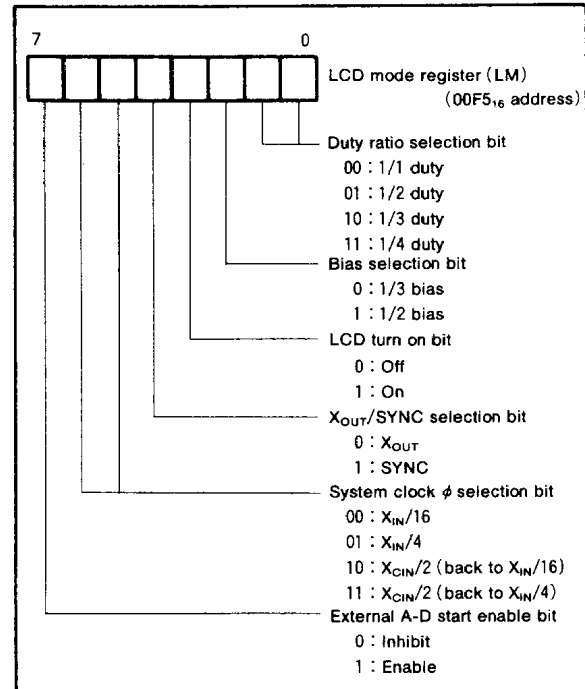 7 0
LCD mode register (LM)
(00F5₁₆ address)
Duty ratio selection bit
00 : 1/1 duty
01 : 1/2 duty
10 : 1/3 duty
11 : 1/4 duty
Bias selection bit
0 : 1/3 bias
1 : 1/2 bias
LCD turn on bit
0 : Off
1 : On
X_OUT/SYNC selection bit
0 : X_OUT
1 : SYNC
System clock ϕ selection bit
00 : X_IN/16
01 : X_IN/4
10 : X_CIN/2 (back to X_IN/16)
11 : X_CIN/2 (back to X_IN/4)
External A-D start enable bit
0 : Inhibit
1 : Enable